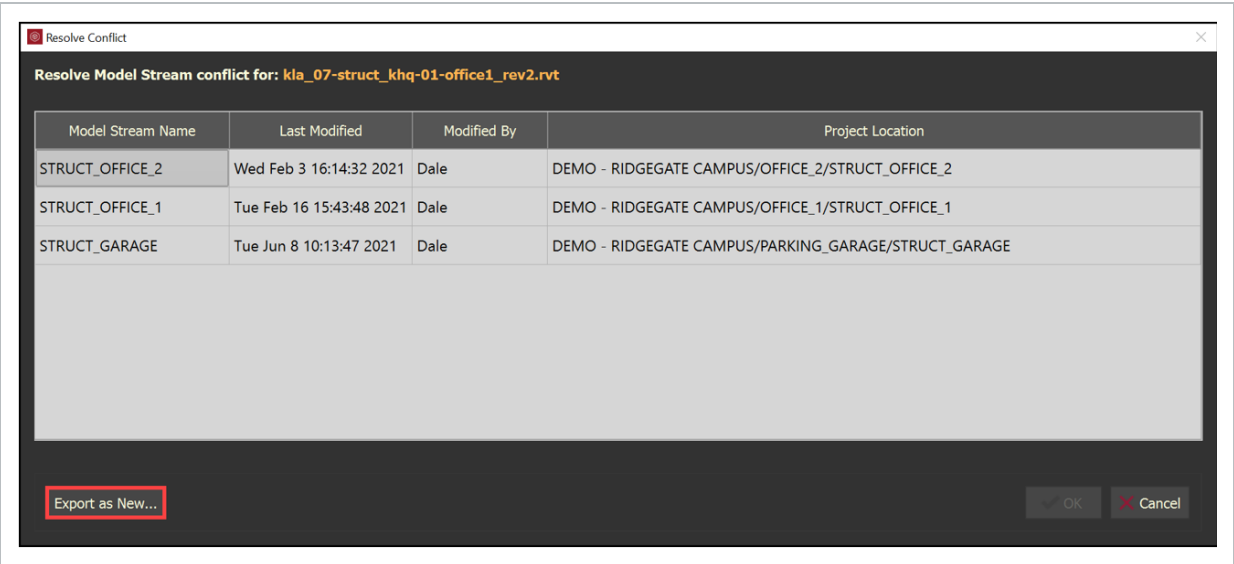 Resolve Conflict
Resolve Model Stream conflict for: kla_07-struct_khq-01-office1_rev2.rvt
Model Stream Name Last Modified Modified By Project Location
STRUCT_OFFICE_2 Wed Feb 3 16:14:32 2021 Dale DEMO - RIDGEGATE CAMPUS/OFFICE_2/STRUCT_OFFICE_2
STRUCT_OFFICE_1 Tue Feb 16 15:43:48 2021 Dale DEMO - RIDGEGATE CAMPUS/OFFICE_1/STRUCT_OFFICE_1
STRUCT_GARAGE Tue Jun 8 10:13:47 2021 Dale DEMO - RIDGEGATE CAMPUS/PARKING_GARAGE/STRUCT_GARAGE
Export as New... OK Cancel